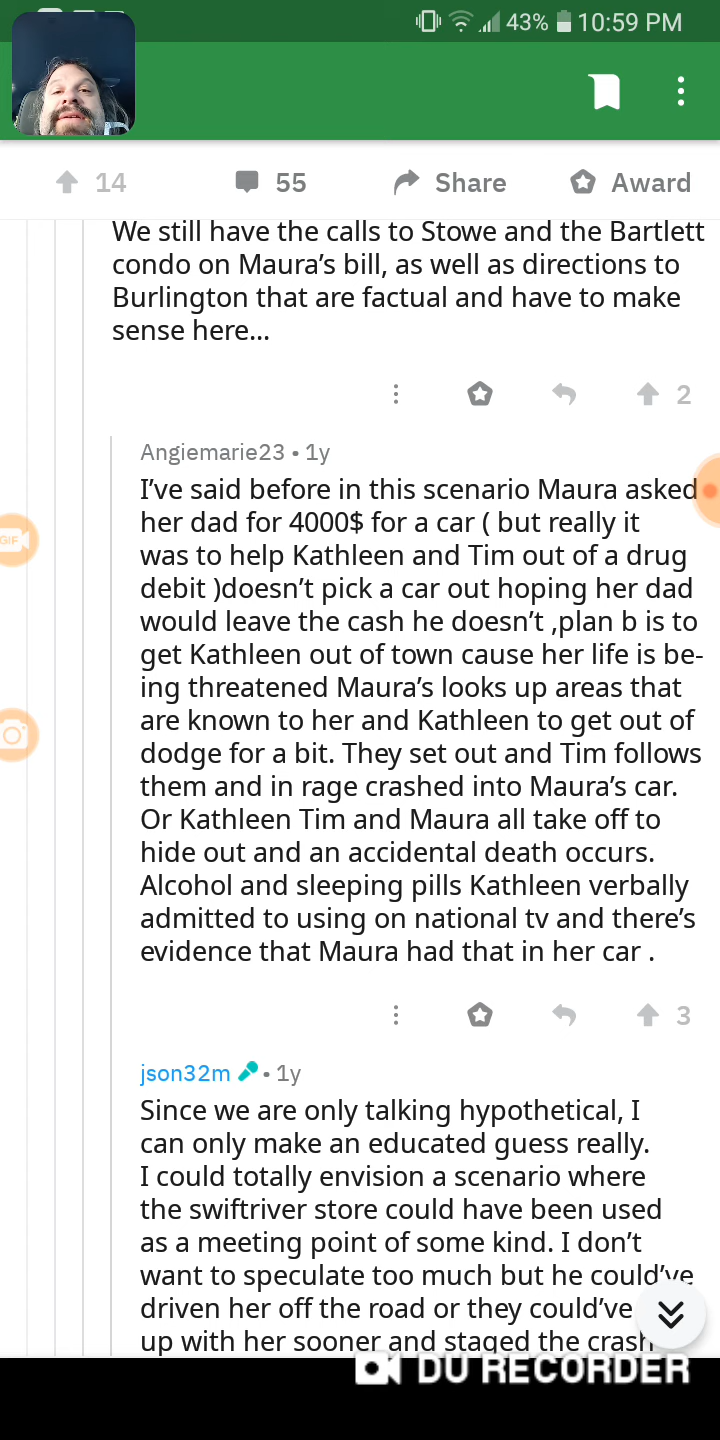 43% 10:59 PM
14 55 Share Award
We still have the calls to Stowe and the Bartlett
condo on Maura’s bill, as well as directions to
Burlington that are factual and have to make
sense here...
2
Angiemarie23 • 1y
I’ve said before in this scenario Maura asked
her dad for 4000$ for a car ( but really it
was to help Kathleen and Tim out of a drug
debit )doesn’t pick a car out hoping her dad
would leave the cash he doesn’t ,plan b is to
get Kathleen out of town cause her life is be-
ing threatened Maura’s looks up areas that
are known to her and Kathleen to get out of
dodge for a bit. They set out and Tim follows
them and in rage crashed into Maura’s car.
Or Kathleen Tim and Maura all take off to
hide out and an accidental death occurs.
Alcohol and sleeping pills Kathleen verbally
admitted to using on national tv and there’s
evidence that Maura had that in her car .
3
GIF
json32m • 1y
Since we are only talking hypothetical, I
can only make an educated guess really.
I could totally envision a scenario where
the swiftriver store could have been used
as a meeting point of some kind. I don’t
want to speculate too much but he could’ve
driven her off the road or they could’ve
up with her sooner and staged the crash
DU RECORDER